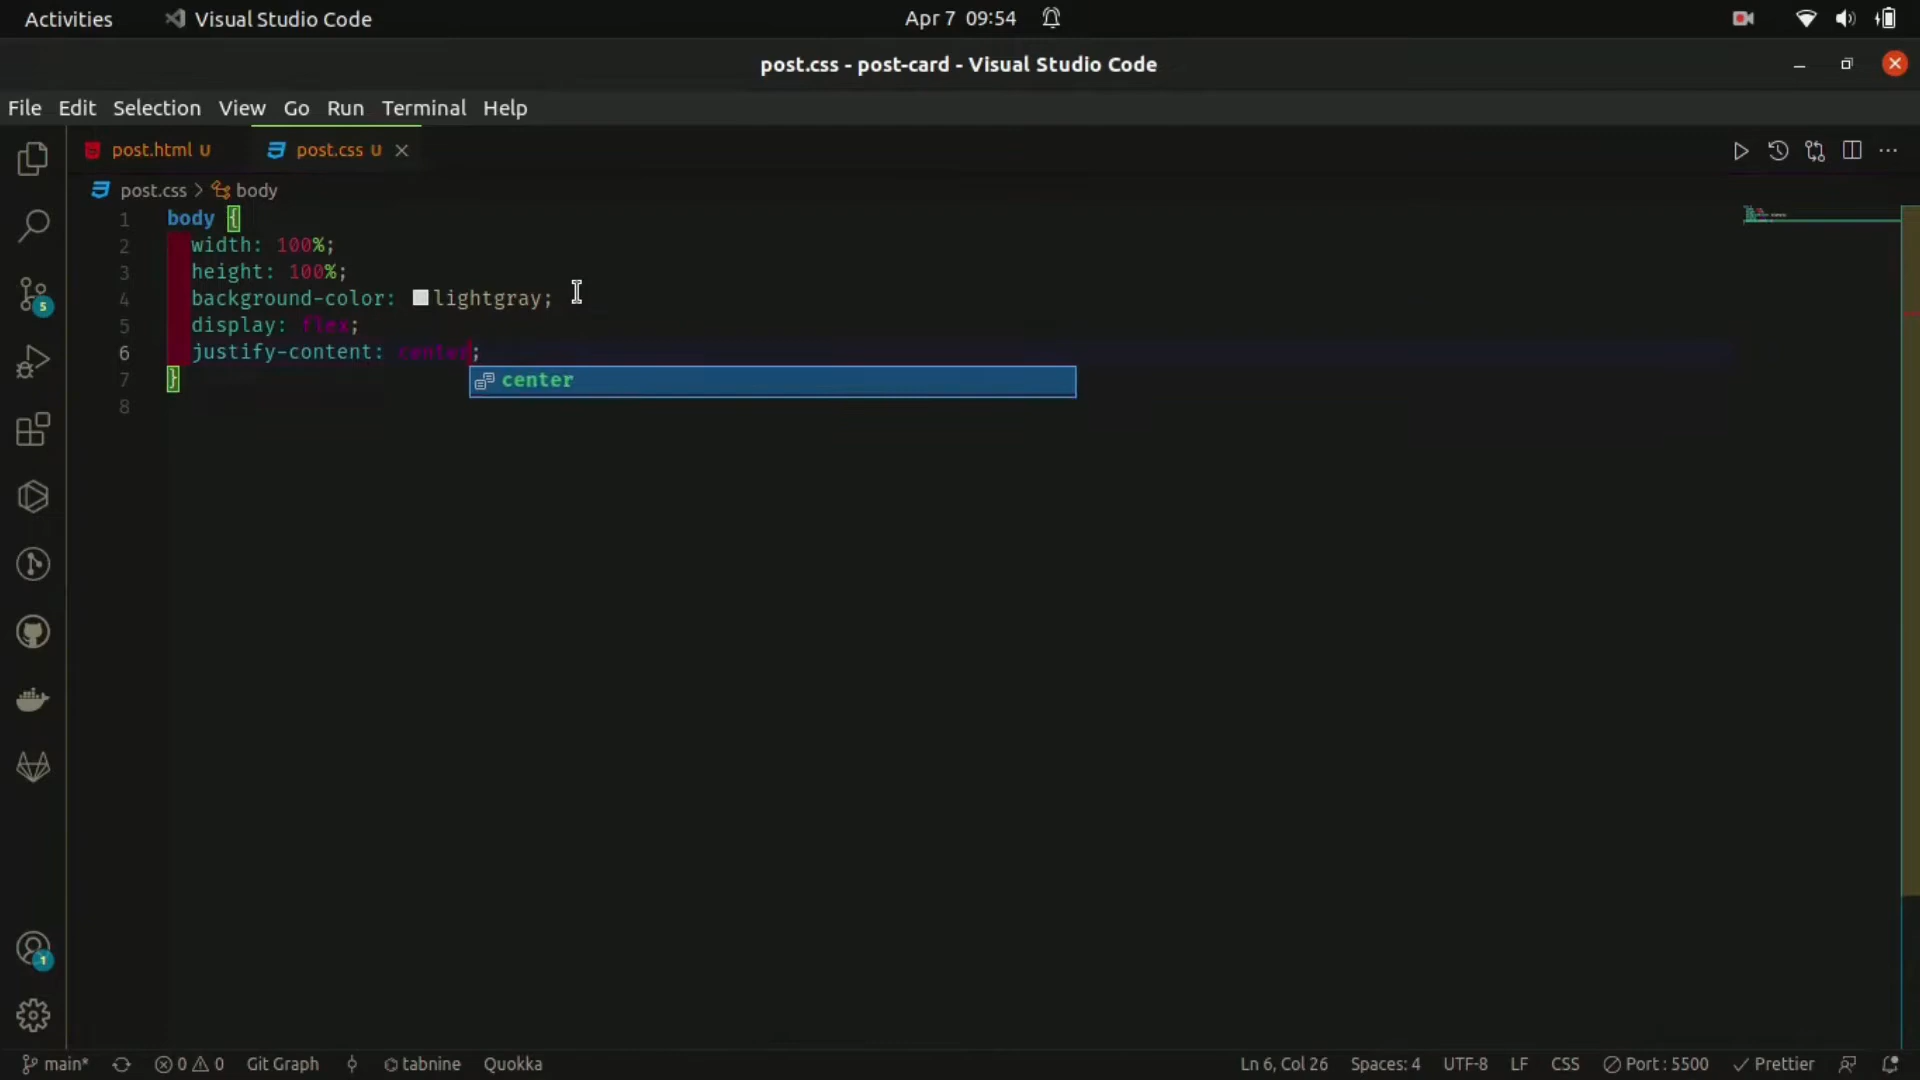 Activities Visual Studio Code Apr 7 09:54
post.css - post-card - Visual Studio Code
File Edit Selection View Go Run Terminal Help
post.html U post.css U
post.css > body
1 body {
2 width: 100%;
3 height: 100%;
4 background-color: lightgray;
5 display: flex;
6 justify-content: center;
7 }
center
8
5
1
main* 0 0 Git Graph tabnine Quokka Ln 6, Col 26 Spaces: 4 UTF-8 LF CSS Port : 5500 Prettier